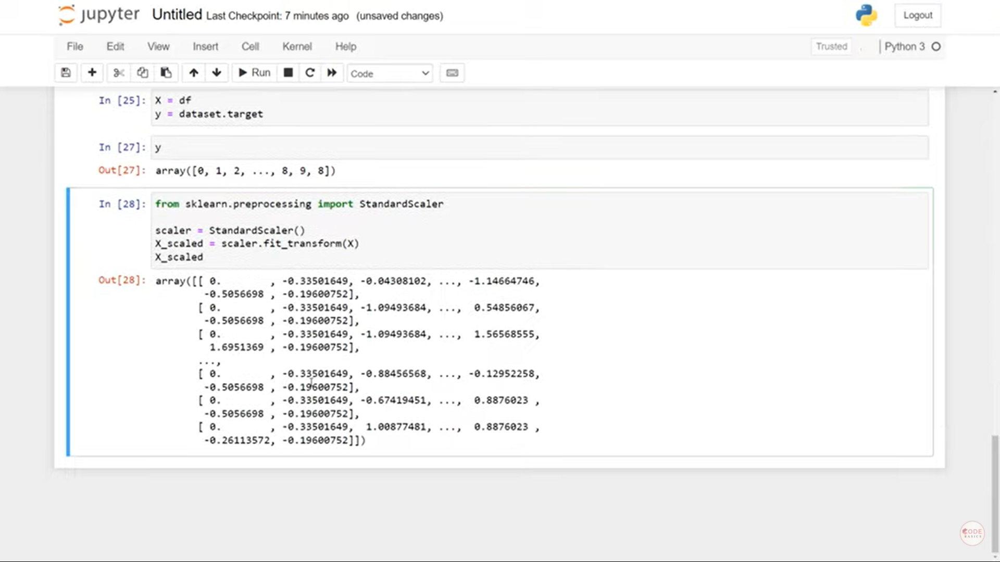 jupyter Untitled Last Checkpoint: 7 minutes ago (unsaved changes) Logout
File Edit View Insert Cell Kernel Help Trusted Python 3
Run Code
In [25]: X = df
y = dataset.target
In [27]: y
Out[27]: array([0, 1, 2, ..., 8, 9, 8])
In [28]: from sklearn.preprocessing import StandardScaler
scaler = StandardScaler()
X_scaled = scaler.fit_transform(X)
X_scaled
Out[28]: array([[ 0. , -0.33501649, -0.04308102, ..., -1.14664746,
-0.5056698 , -0.19600752],
[ 0. , -0.33501649, -1.09493684, ..., 0.54856067,
-0.5056698 , -0.19600752],
[ 0. , -0.33501649, -1.09493684, ..., 1.56568555,
1.6951369 , -0.19600752],
...,
[ 0. , -0.33501649, -0.88456568, ..., -0.12952258,
-0.5056698 , -0.19600752],
[ 0. , -0.33501649, -0.67419451, ..., 0.8876023 ,
-0.5056698 , -0.19600752],
[ 0. , -0.33501649, 1.00877481, ..., 0.8876023 ,
-0.26113572, -0.19600752]])
CODE
BASICS